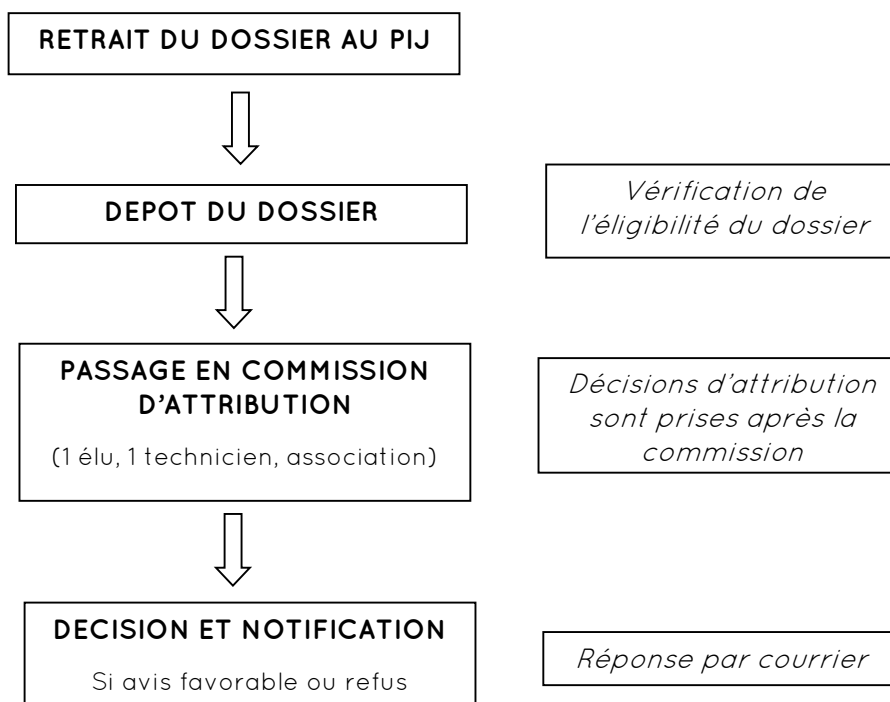 RETRAIT DU DOSSIER AU PIJ
DEPOT DU DOSSIER
Vérification de
l'éligibilité du dossier
PASSAGE EN COMMISSION
D'ATTRIBUTION
(1 élu, 1 technicien, association)
Décisions d'attribution
sont prises après la
commission
DECISION ET NOTIFICATION
Si avis favorable ou refus
Réponse par courrier